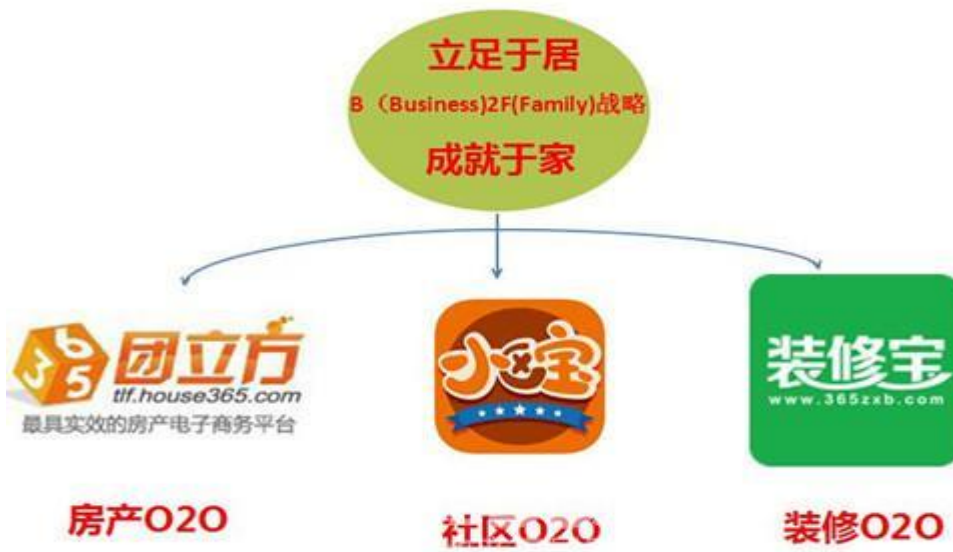 立足于居
B（Business)2F(Family)战略
成就于家
365
团立方
tlf.house365.com
最具实效的房产电子商务平台
小区宝
装修宝
www.365zxb.com
房产O2O
社区O2O
装修O2O